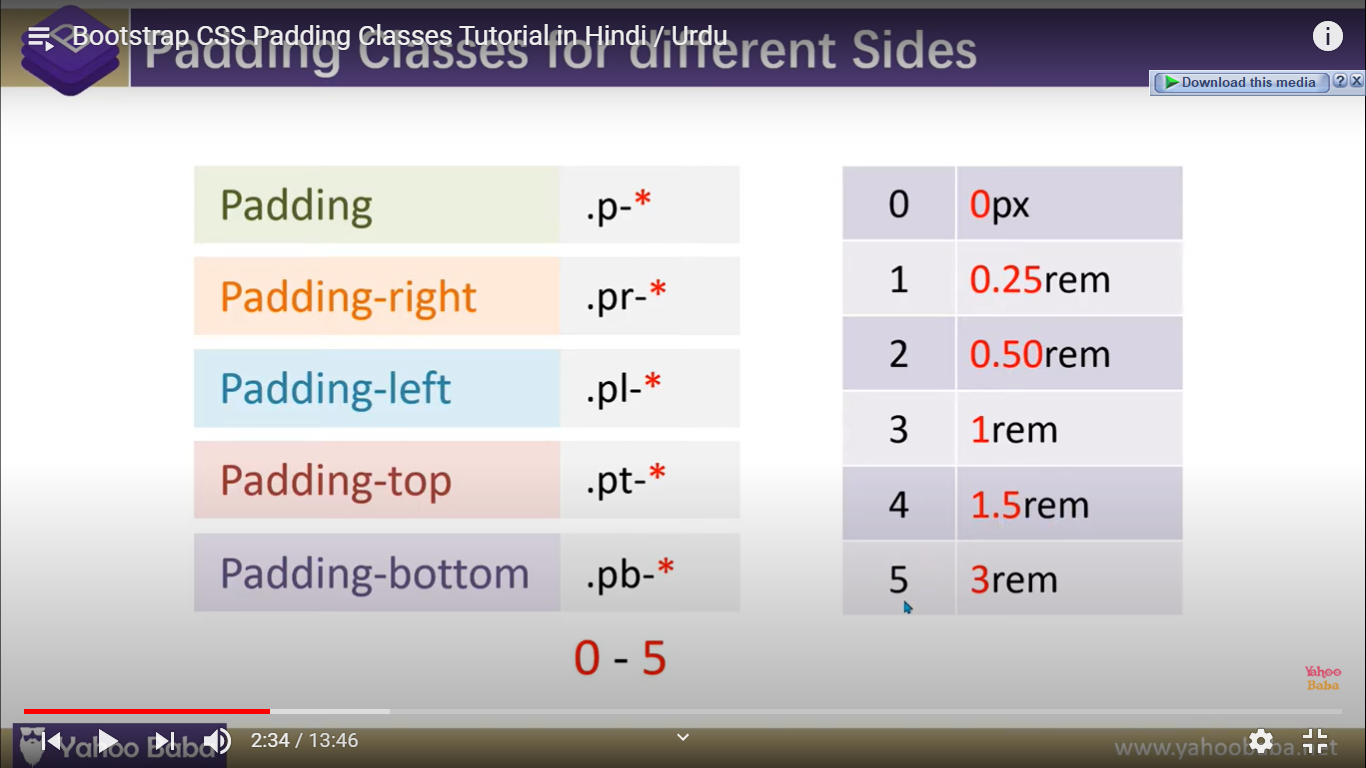 Bootstrap CSS Padding Classes Tutorial in Hindi / Urdu
Padding Classes for different Sides
Download this media ? X
Padding .p-*
Padding-right .pr-*
Padding-left .pl-*
Padding-top .pt-*
Padding-bottom .pb-*
0 - 5
0 0px
1 0.25rem
2 0.50rem
3 1rem
4 1.5rem
5 3rem
Yahoo
Baba
Yahoo Baba
2:34 / 13:46
www.yahoobaba.net